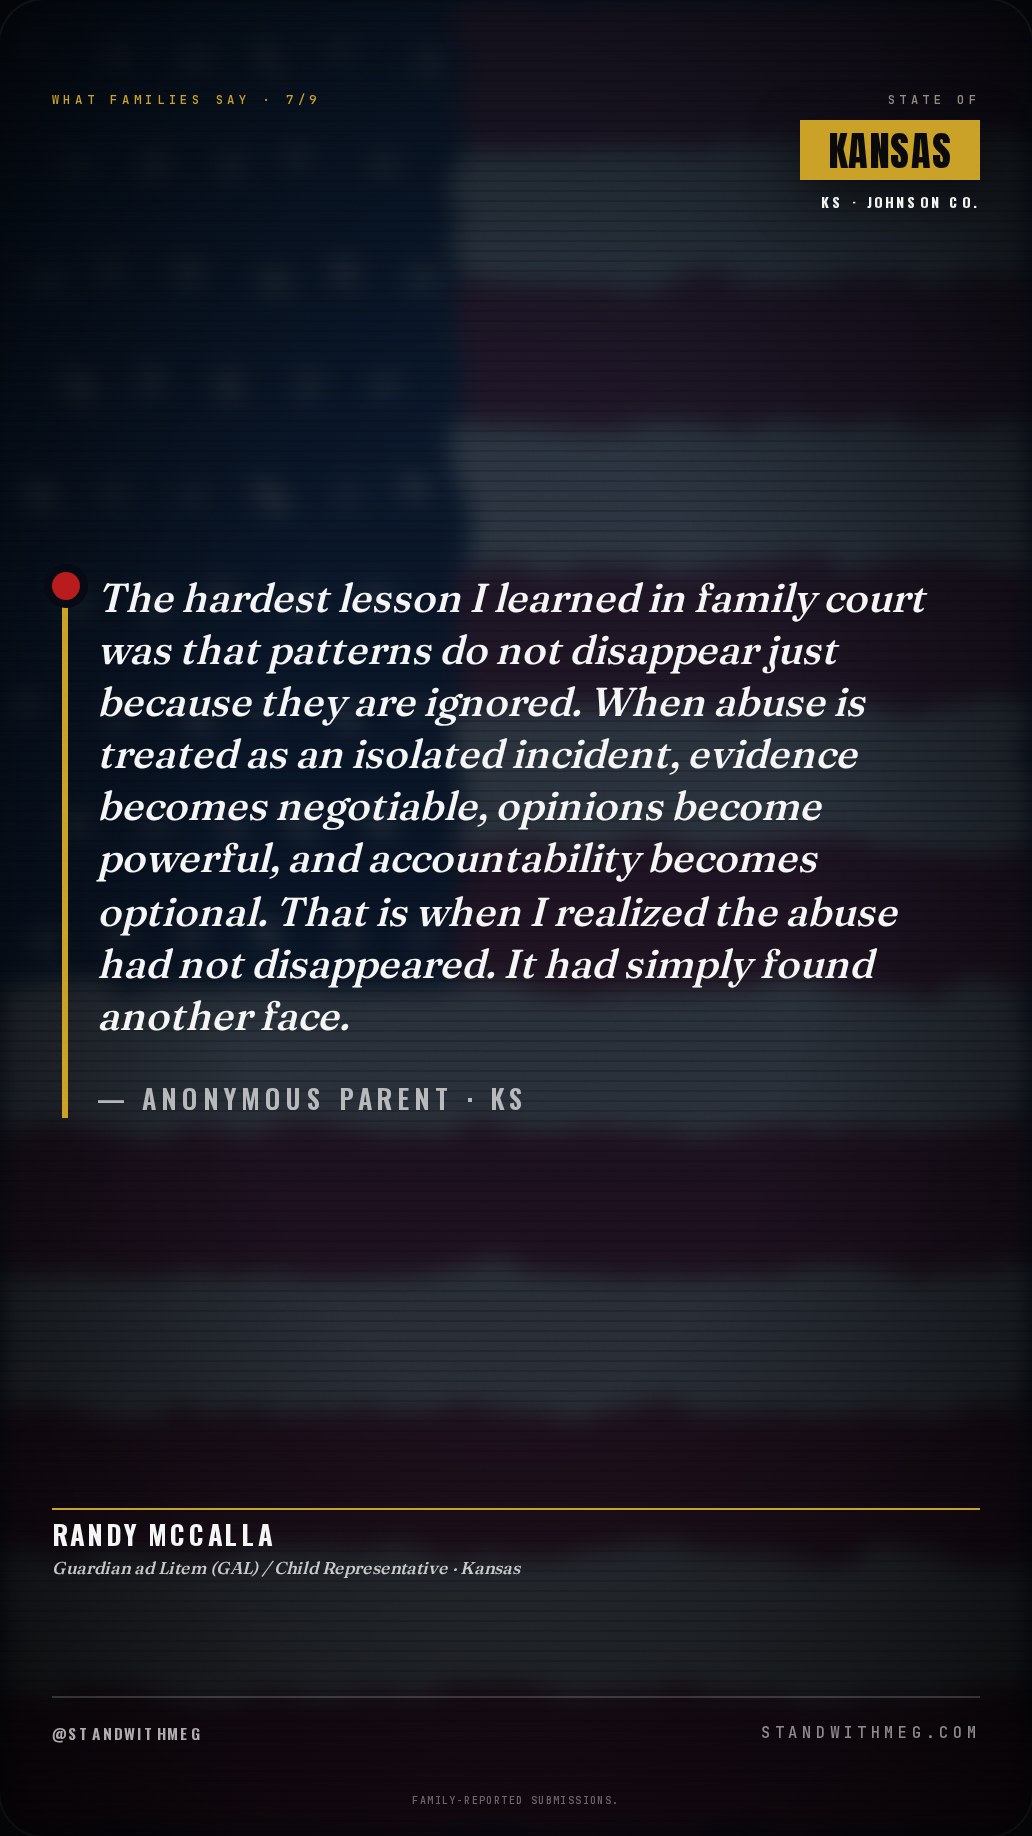 WHAT FAMILIES SAY · 7/9
STATE OF
KANSAS
KS · JOHNSON CO.
The hardest lesson I learned in family court
was that patterns do not disappear just
because they are ignored. When abuse is
treated as an isolated incident, evidence
becomes negotiable, opinions become
powerful, and accountability becomes
optional. That is when I realized the abuse
had not disappeared. It had simply found
another face.
— ANONYMOUS PARENT · KS
RANDY MCCALLA
Guardian ad Litem (GAL) / Child Representative · Kansas
@STANDWITHMEG
STANDWITHMEG.COM
FAMILY-REPORTED SUBMISSIONS.